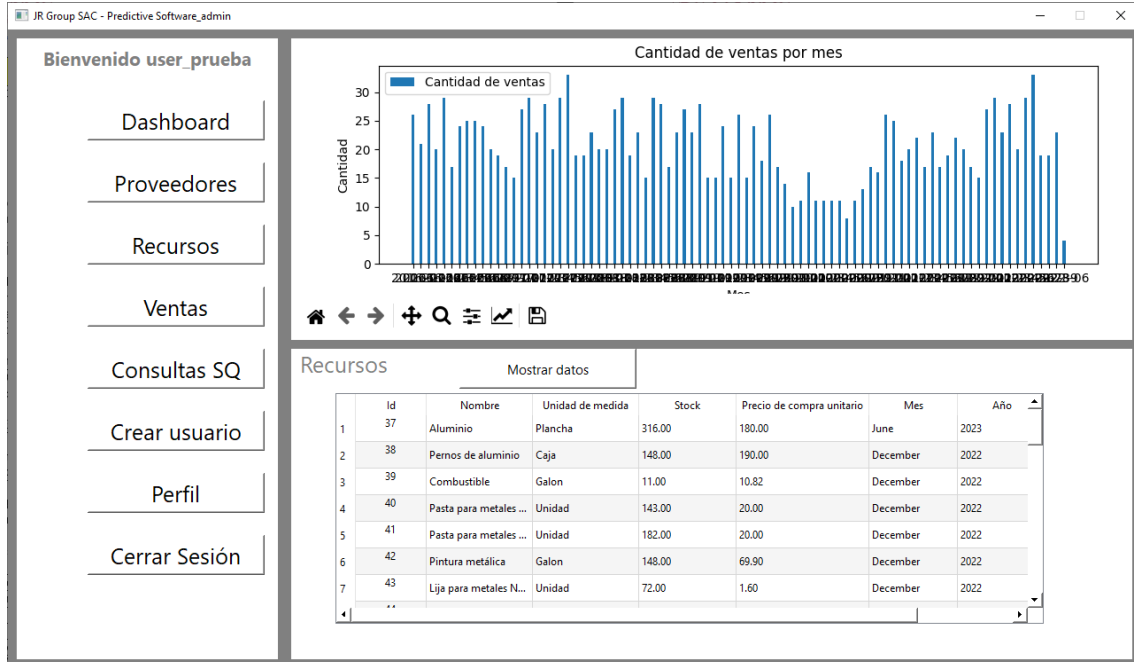 JR Group SAC - Predictive Software_admin
Bienvenido user_prueba
Dashboard
Proveedores
Recursos
Ventas
Consultas SQ
Crear usuario
Perfil
Cerrar Sesión
Cantidad de ventas por mes
Cantidad de ventas
Cantidad
30
25
20
15
10
5
0
Mes
Recursos
Mostrar datos
Id Nombre Unidad de medida Stock Precio de compra unitario Mes Año
1 37 Aluminio Plancha 316.00 180.00 June 2023
2 38 Pernos de aluminio Caja 148.00 190.00 December 2022
3 39 Combustible Galon 11.00 10.82 December 2022
4 40 Pasta para metales ... Unidad 143.00 20.00 December 2022
5 41 Pasta para metales ... Unidad 182.00 20.00 December 2022
6 42 Pintura metálica Galon 148.00 69.90 December 2022
7 43 Lija para metales N... Unidad 72.00 1.60 December 2022